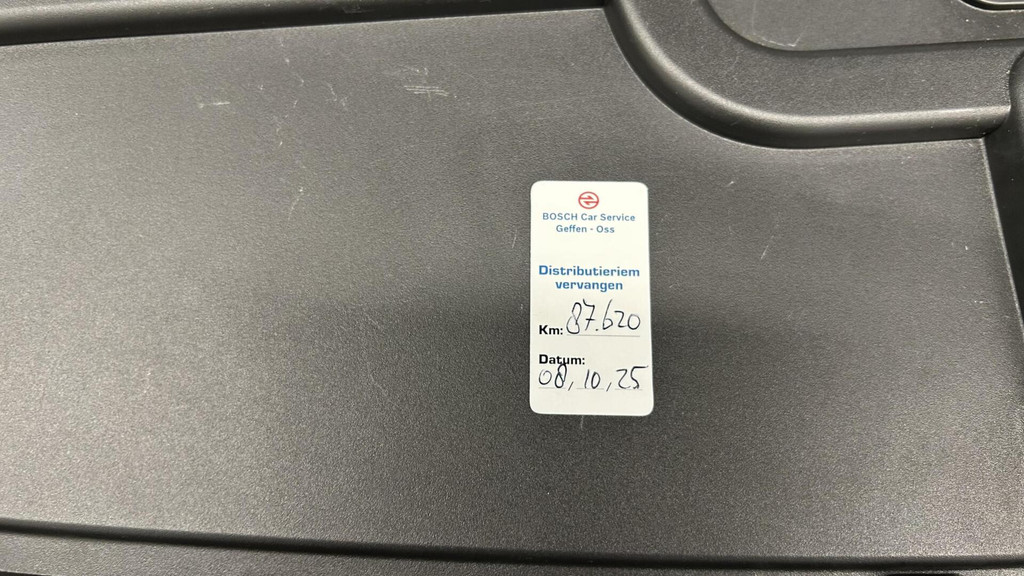 BOSCH Car Service
Geffen - Oss
Distributieriem
vervangen
Km: 87.620
Datum:
08, 10, 25